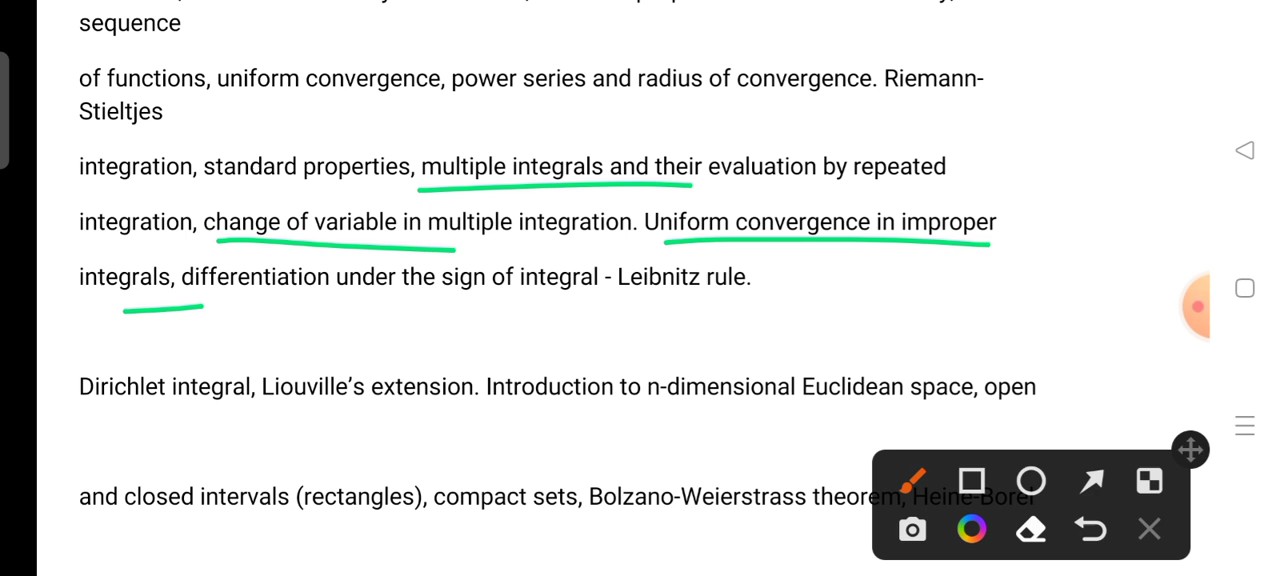 sequence
of functions, uniform convergence, power series and radius of convergence. Riemann-
Stieltjes
integration, standard properties, multiple integrals and their evaluation by repeated
integration, change of variable in multiple integration. Uniform convergence in improper
integrals, differentiation under the sign of integral - Leibnitz rule.
Dirichlet integral, Liouville’s extension. Introduction to n-dimensional Euclidean space, open
and closed intervals (rectangles), compact sets, Bolzano-Weierstrass theorem, Heine-Borel